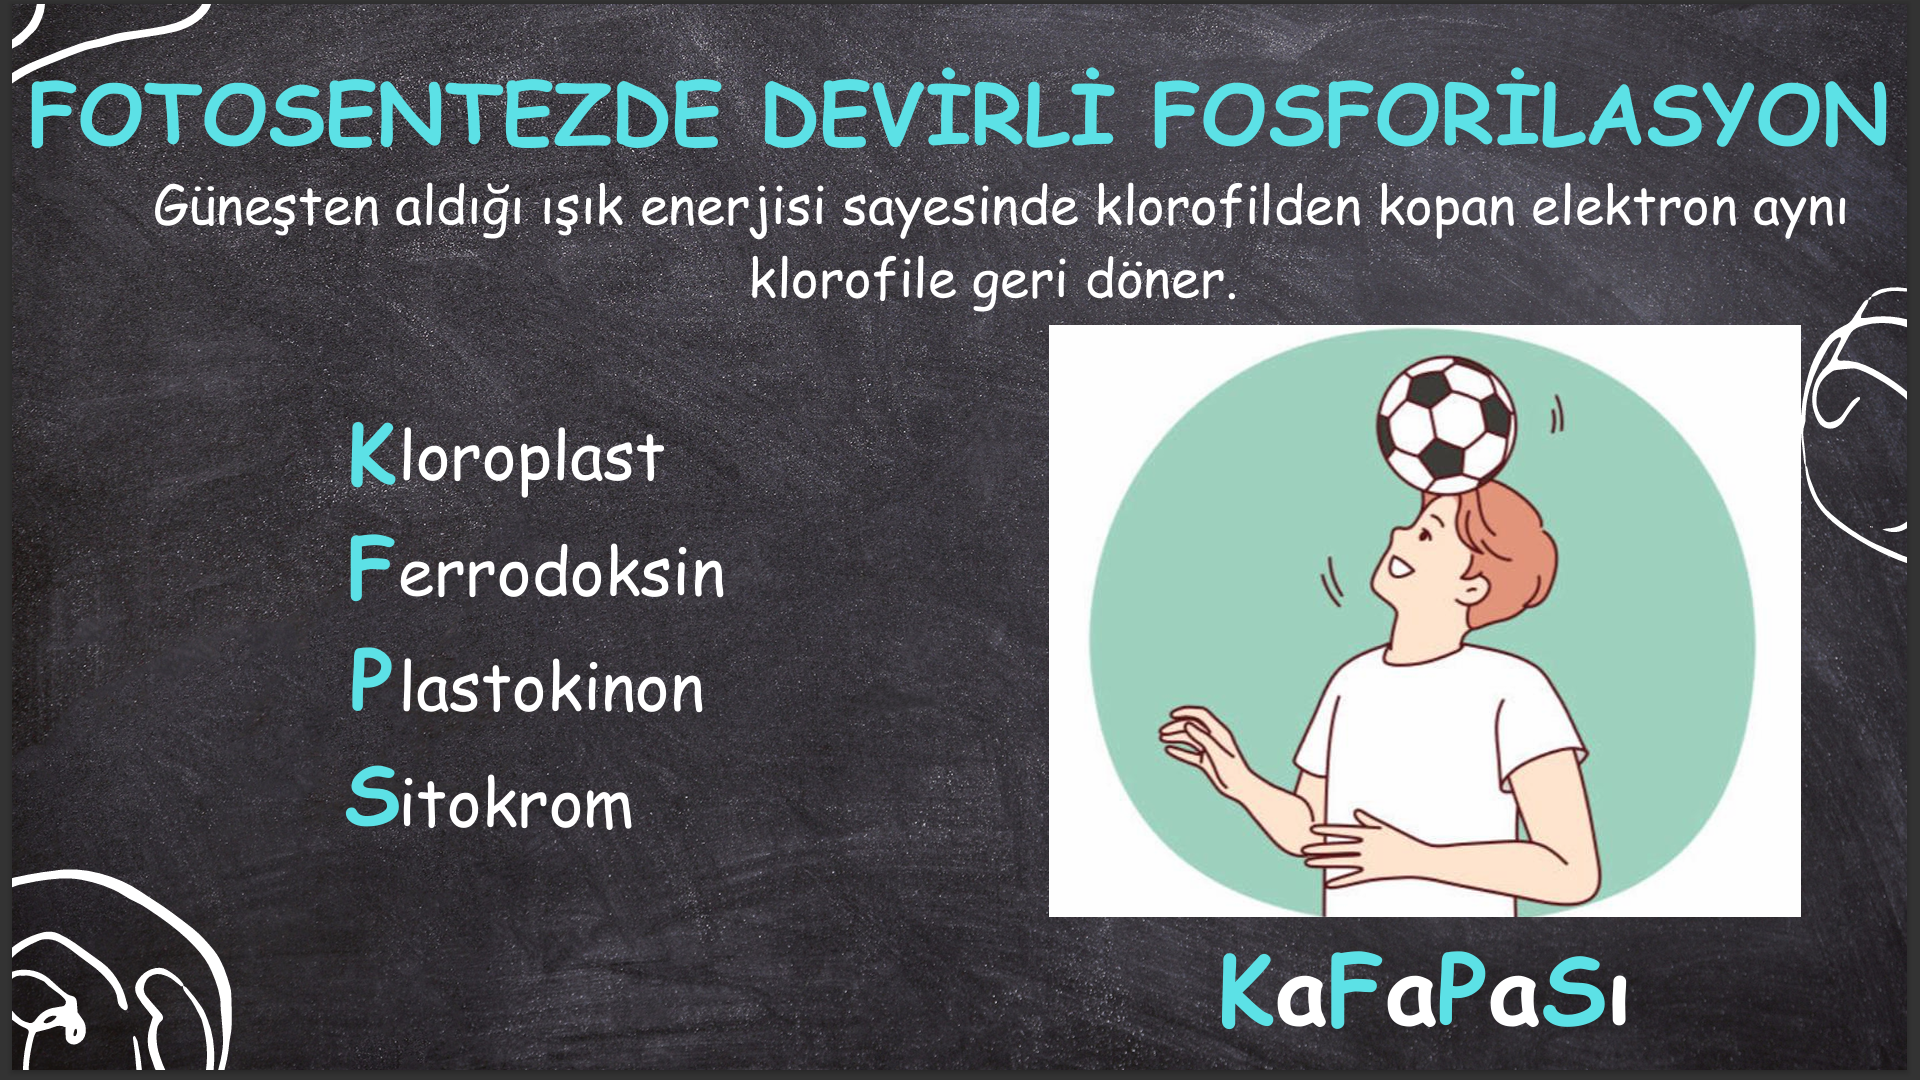 FOTOSENTEZDE DEVİRLİ FOSFORİLASYON
Güneşten aldığı ışık enerjisi sayesinde klorofilden kopan elektron aynı
klorofile geri döner.
Kloroplast
Ferrodoksin
Plastokinon
Sitokrom
KaFaPaSı